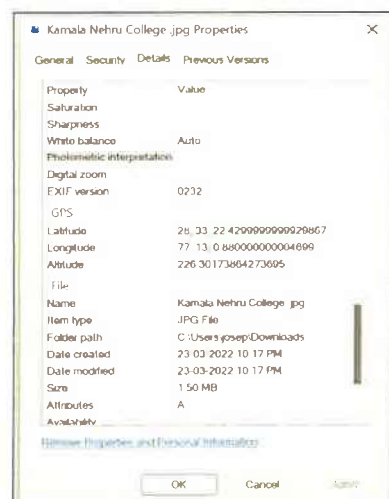 Kamala Nehru College .jpg Properties
General Security Details Previous Versions
Property Value
Saturation
Sharpness
White balance Auto
Photometric interpretation
Digital zoom
EXIF version 0232
GPS
Latitude 28; 33; 22.4299999999929867
Longitude 77; 13; 0.880000000004699
Altitude 226.30173864273695
File
Name Kamala Nehru College .jpg
Item type JPG File
Folder path C:\Users\josep\Downloads
Date created 23-03-2022 10:17 PM
Date modified 23-03-2022 10:17 PM
Size 1.50 MB
Attributes A
Availability
Remove Properties and Personal Information
OK Cancel Apply